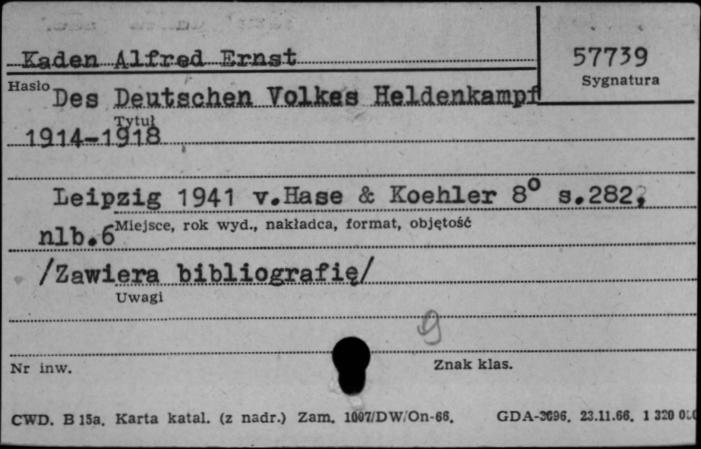 Kaden Alfred Ernst
57739
Hasło
Sygnatura
Des Deutschen Volkes Heldenkampf
Tytuł
1914-1918
Leipzig 1941 v.Hase & Koehler 8° s.282,
nlb.6
Miejsce, rok wyd., nakładca, format, objętość
/Zawiera bibliografię/
Uwagi
9
Nr inw.
Znak klas.
CWD. B 15a. Karta katal. (z nadr.) Zam. 1007/DW/On-66. GDA-3696. 23.11.66. 1 320